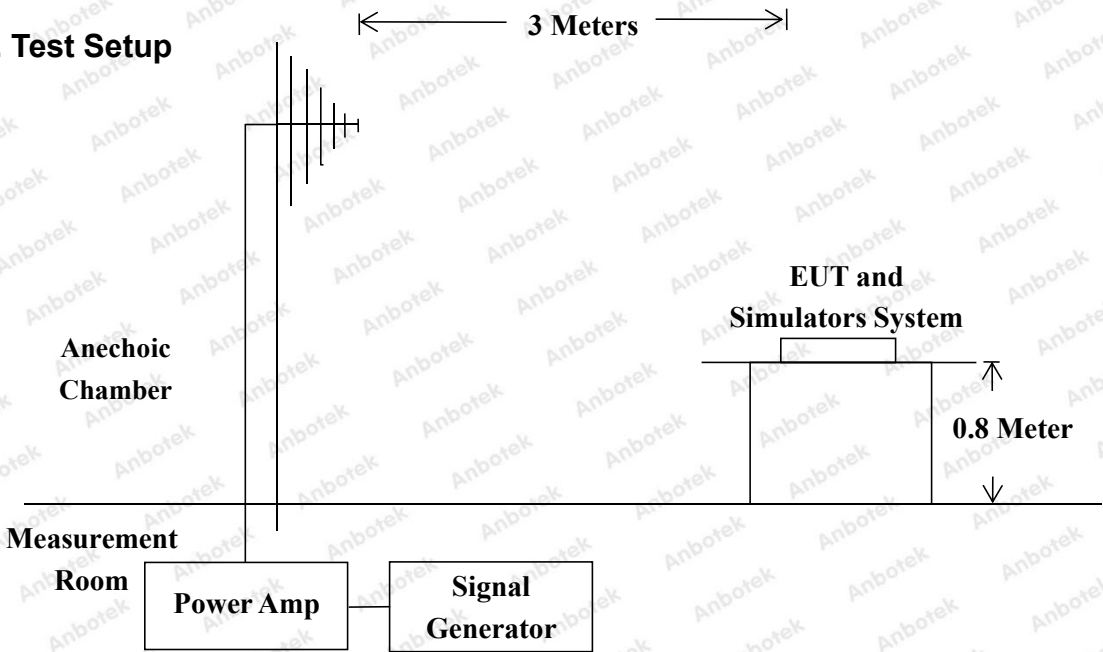 3 Meters
. Test Setup
EUT and
Simulators System
Anechoic
Chamber
0.8 Meter
Measurement
Room
Power Amp
Signal
Generator
Anbotek